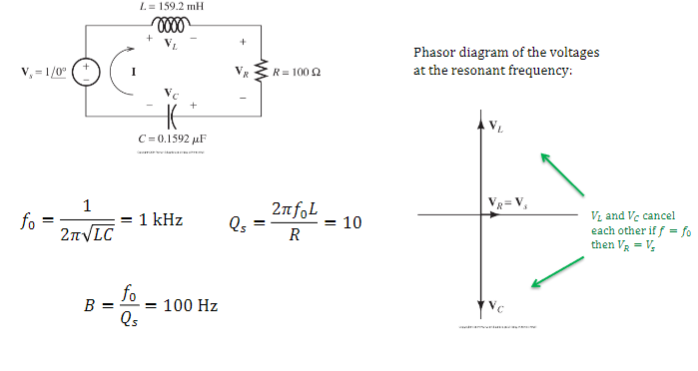 L = 159.2 mH
+ V_L −
V_s = 1/0°
+
−
I
+
V_R
−
R = 100 Ω
V_C
− +
C = 0.1592 μF
f_0 = 1 / 2π√LC = 1 kHz
Q_s = 2πf_0L / R = 10
B = f_0 / Q_s = 100 Hz
Phasor diagram of the voltages
at the resonant frequency:
V_L
V_R = V_s
V_C
V_L and V_C cancel
each other if f = f_0
then V_R = V_s